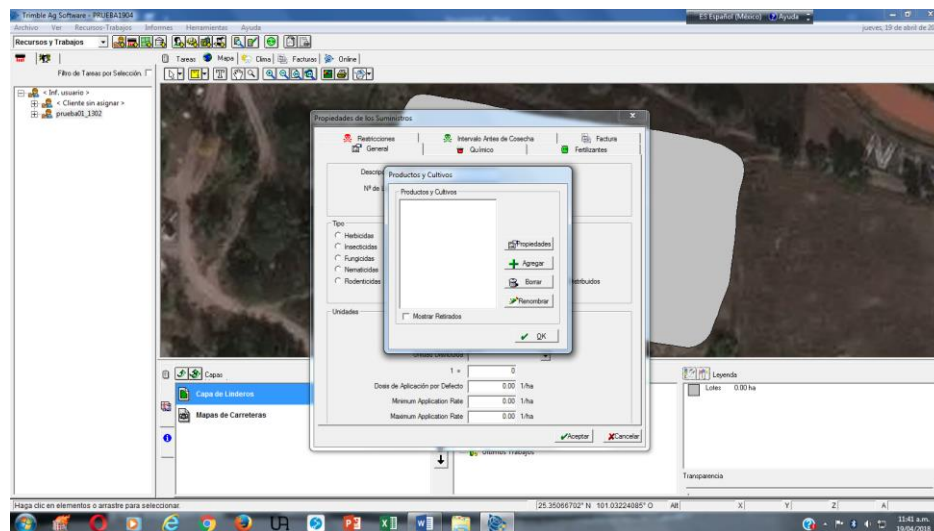 Trimble Ag Software - PRUEBA1904
ES Español (México) Ayuda
Archivo Ver Recursos-Trabajos Informes Herramientas Ayuda
jueves, 19 de abril de 20
Recursos y Trabajos
Tareas Mapa Clima Facturas Online
Filtro de Tareas por Selección
< Inf. usuario >
< Cliente sin asignar >
prueba01_1302
Propiedades de los Suministros
Restricciones Intervalo Antes de Cosecha Factura
General Químico Fertilizantes
Productos y Cultivos
Nº de
Productos y Cultivos
Tipo
Herbicidas
Insecticidas
Fungicidas
Nematicidas
Rodenticidas
Propiedades
Agregar
Borrar
Renombrar
Mostrar Retirados
OK
Unidades
1 = 0
Dosis de Aplicación por Defecto 0.00 1/ha
Minimum Application Rate 0.00 1/ha
Maximum Application Rate 0.00 1/ha
Aceptar Cancelar
Capas
Capa de Linderos
Mapas de Carreteras
Últimos Trabajos
Leyenda
Lotes 0.00 ha
Transparencia
Haga clic en elementos o arrastre para seleccionar.
25.35066702° N 101.03224085° O Alt X Y Z A
11:41 a.m.
19/04/2018